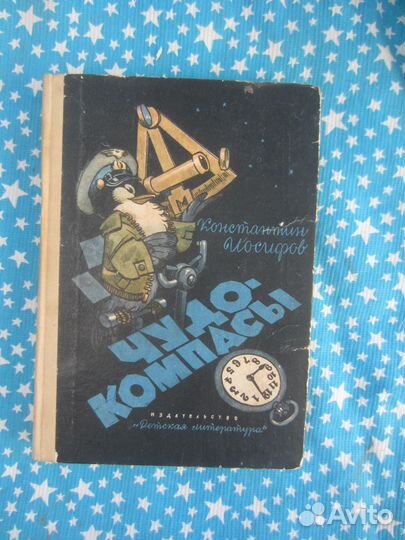 Константин
Иосифов
ЧУДО-
КОМПАСЫ
ИЗДАТЕЛЬСТВО
"Детская литература"
Avito